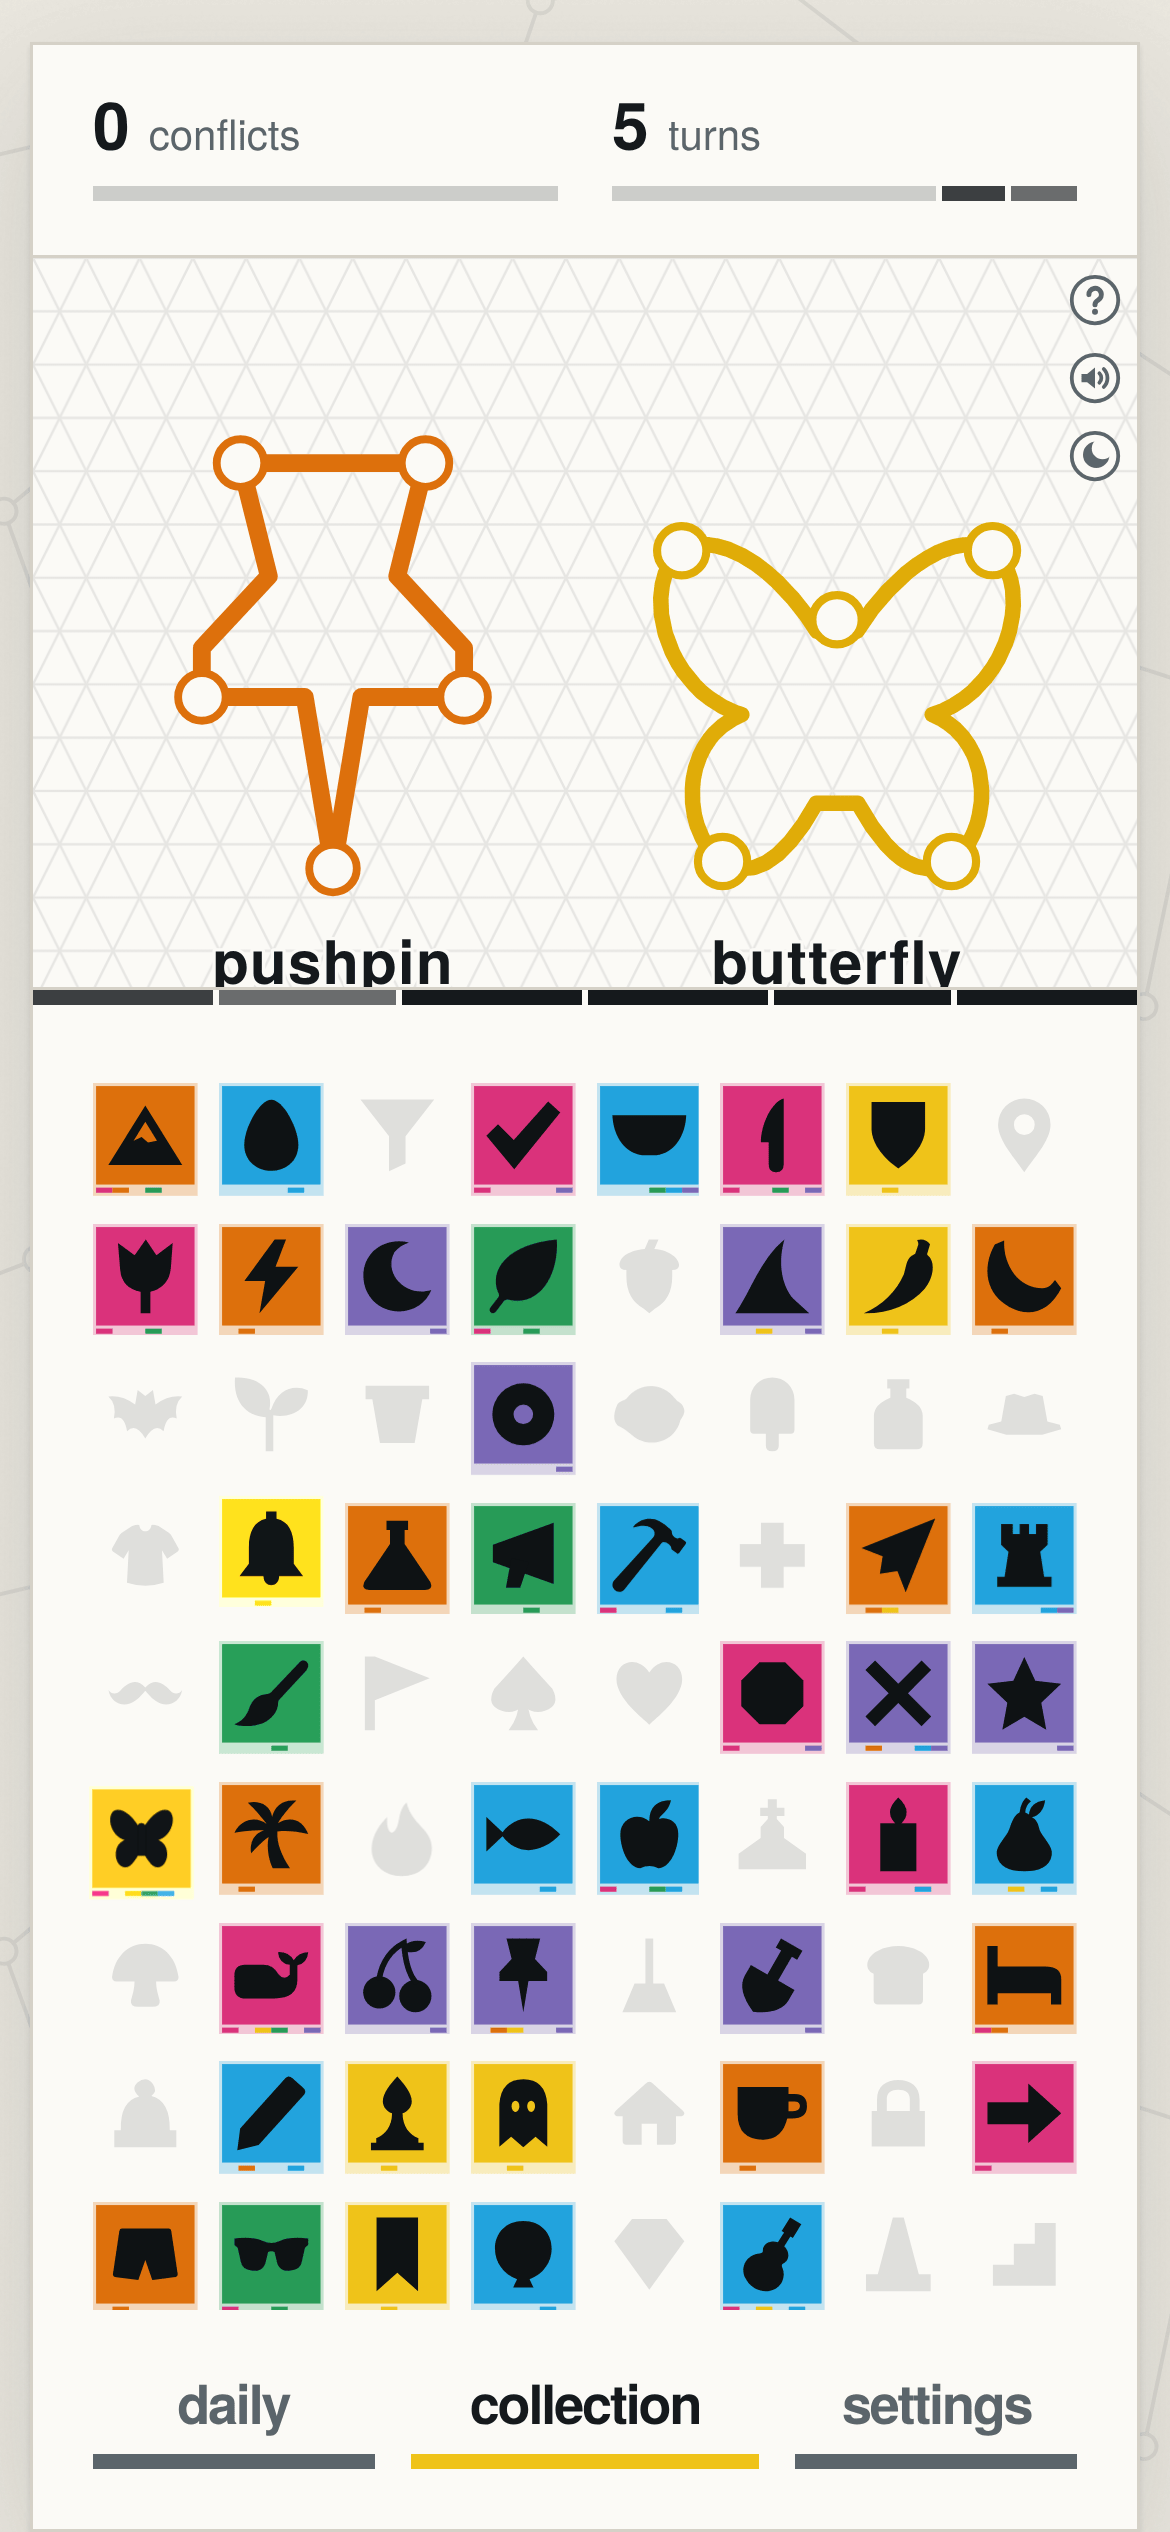 0 conflicts
5 turns
?
pushpin
butterfly
daily
collection
settings